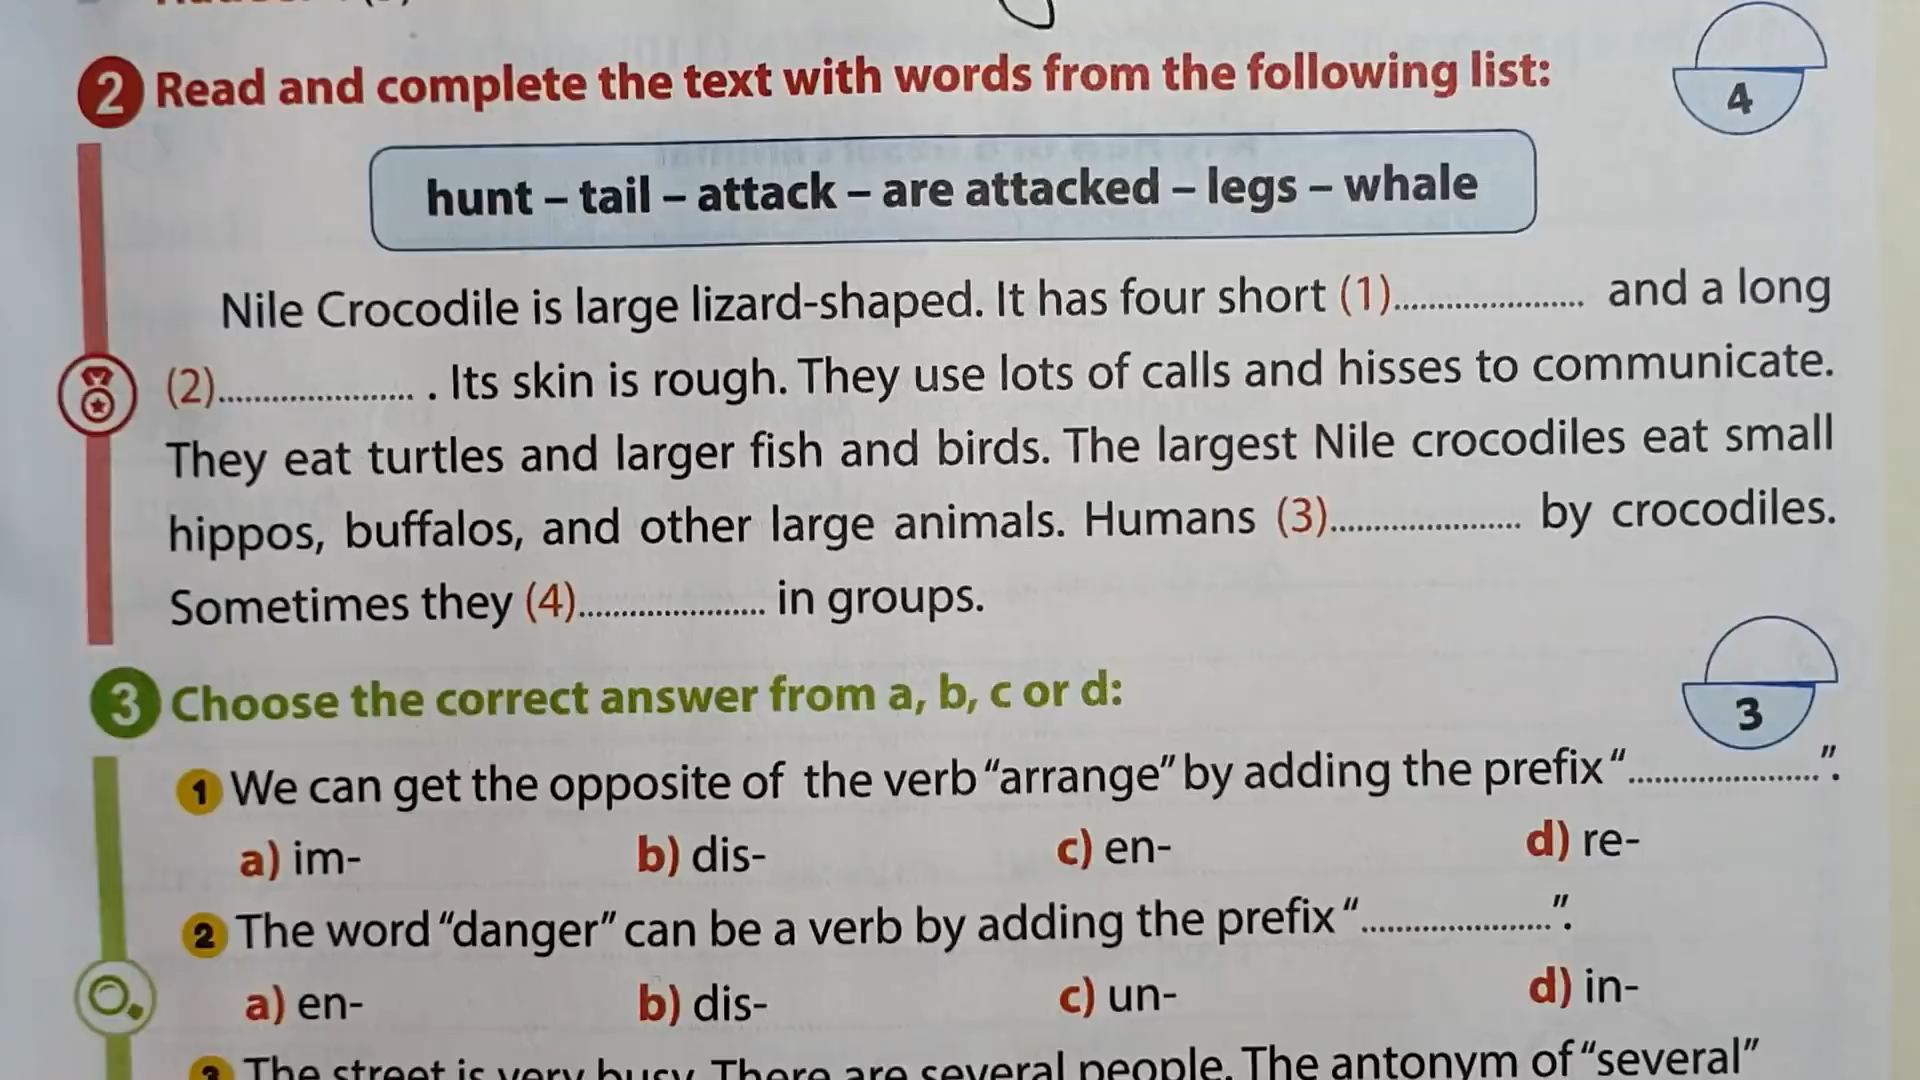 2 Read and complete the text with words from the following list:
4
hunt – tail – attack – are attacked – legs – whale
Nile Crocodile is large lizard-shaped. It has four short (1).................... and a long
(2)..................... . Its skin is rough. They use lots of calls and hisses to communicate.
They eat turtles and larger fish and birds. The largest Nile crocodiles eat small
hippos, buffalos, and other large animals. Humans (3).................... by crocodiles.
Sometimes they (4).................... in groups.
3 Choose the correct answer from a, b, c or d:
3
1 We can get the opposite of the verb “arrange” by adding the prefix “....................”.
a) im- b) dis- c) en- d) re-
2 The word “danger” can be a verb by adding the prefix “....................”.
a) en- b) dis- c) un- d) in-
3 The street is very busy. There are several people. The antonym of “several”